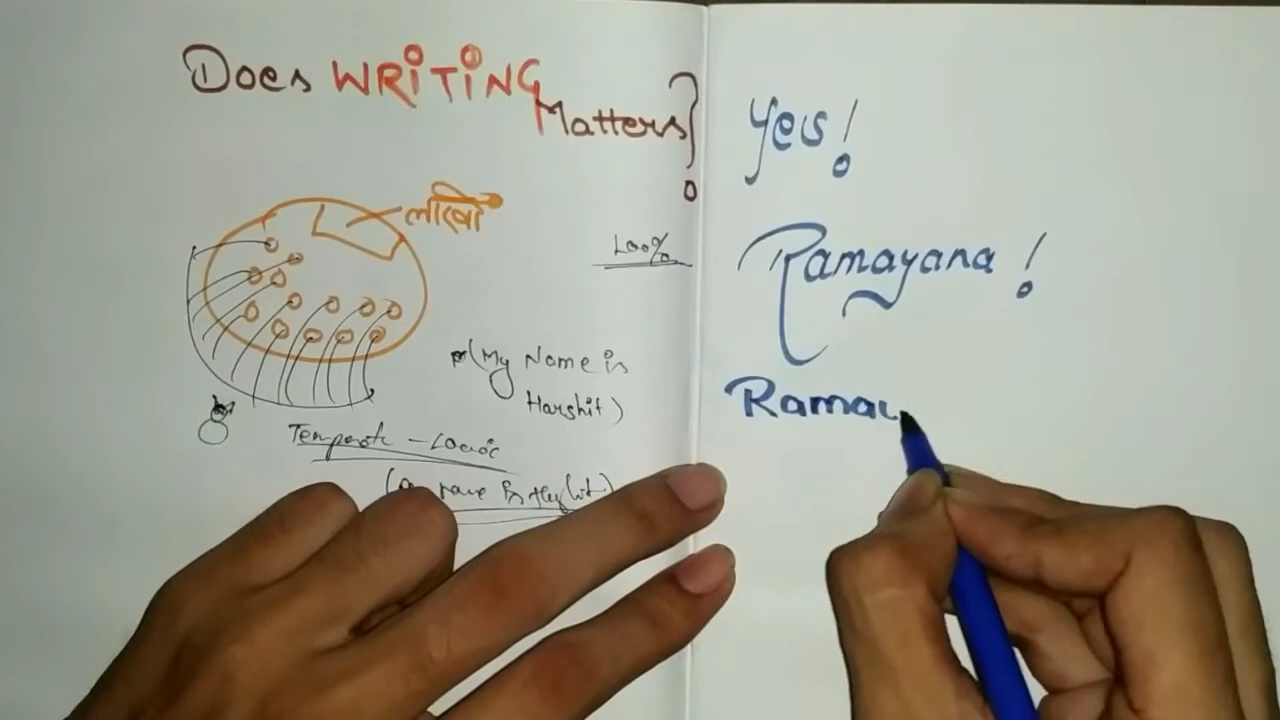 Does WRiTiNG
Matters?
लाखो
100%
(My Name is
Harshit)
Yes!
Ramayana!
Ramay